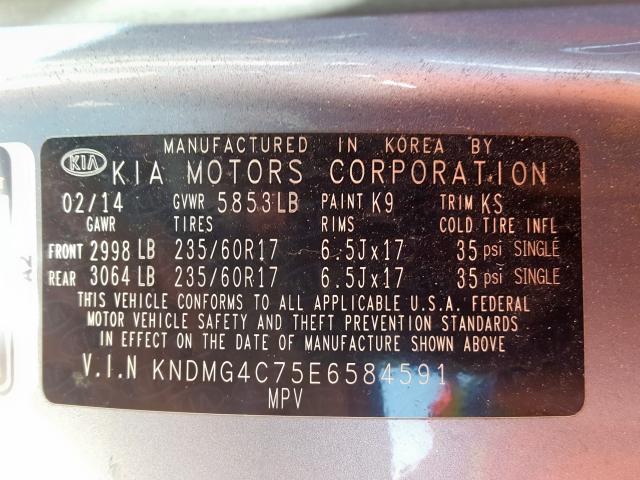 MANUFACTURED IN KOREA BY
KIA KIA MOTORS CORPORATION
02/14 GVWR 5853LB PAINT K9 TRIM KS
GAWR TIRES RIMS COLD TIRE INFL
FRONT 2998 LB 235/60R17 6.5Jx17 35 psi SINGLE
REAR 3064 LB 235/60R17 6.5Jx17 35 psi SINGLE
THIS VEHICLE CONFORMS TO ALL APPLICABLE U.S.A. FEDERAL
MOTOR VEHICLE SAFETY AND THEFT PREVENTION STANDARDS
IN EFFECT ON THE DATE OF MANUFACTURE SHOWN ABOVE
V.I.N KNDMG4C75E6584591
MPV
A2